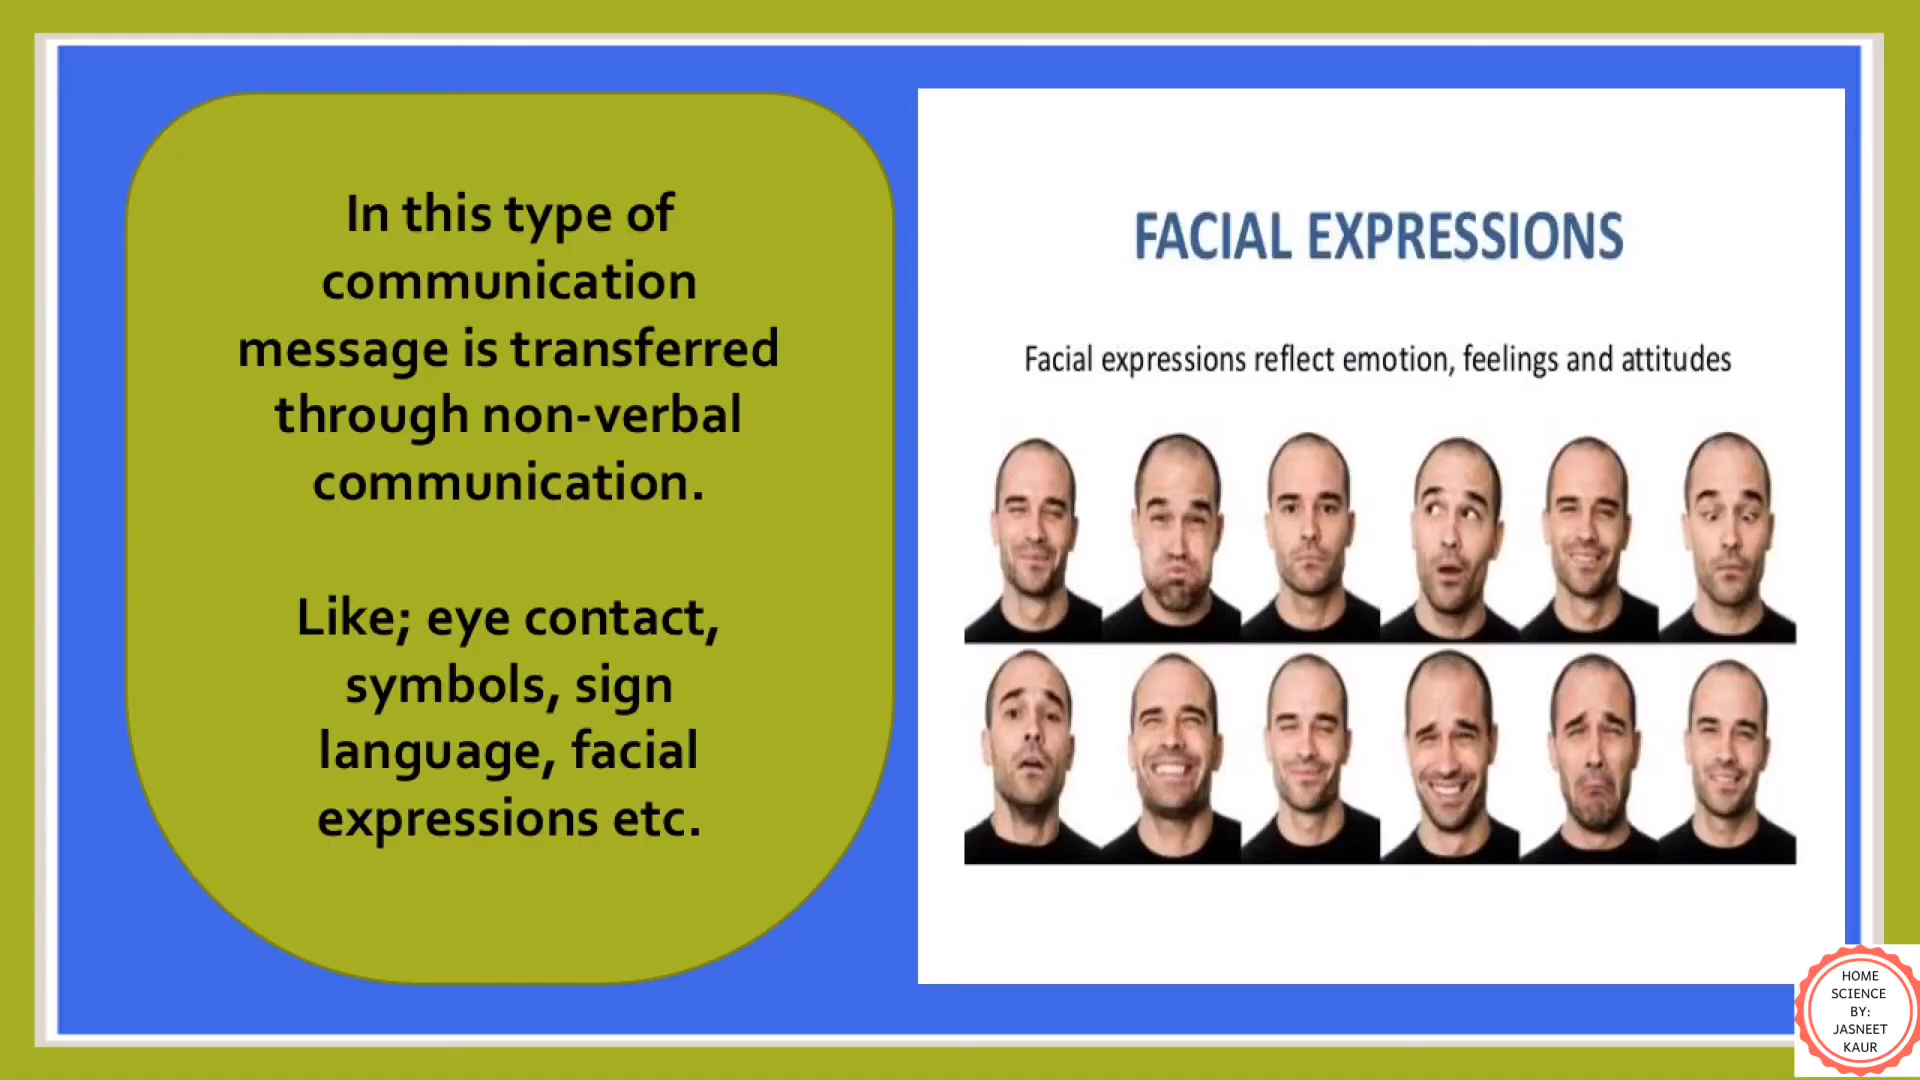 In this type of
communication
message is transferred
through non-verbal
communication.
Like; eye contact,
symbols, sign
language, facial
expressions etc.
FACIAL EXPRESSIONS
Facial expressions reflect emotion, feelings and attitudes
HOME
SCIENCE
BY:
JASNEET
KAUR